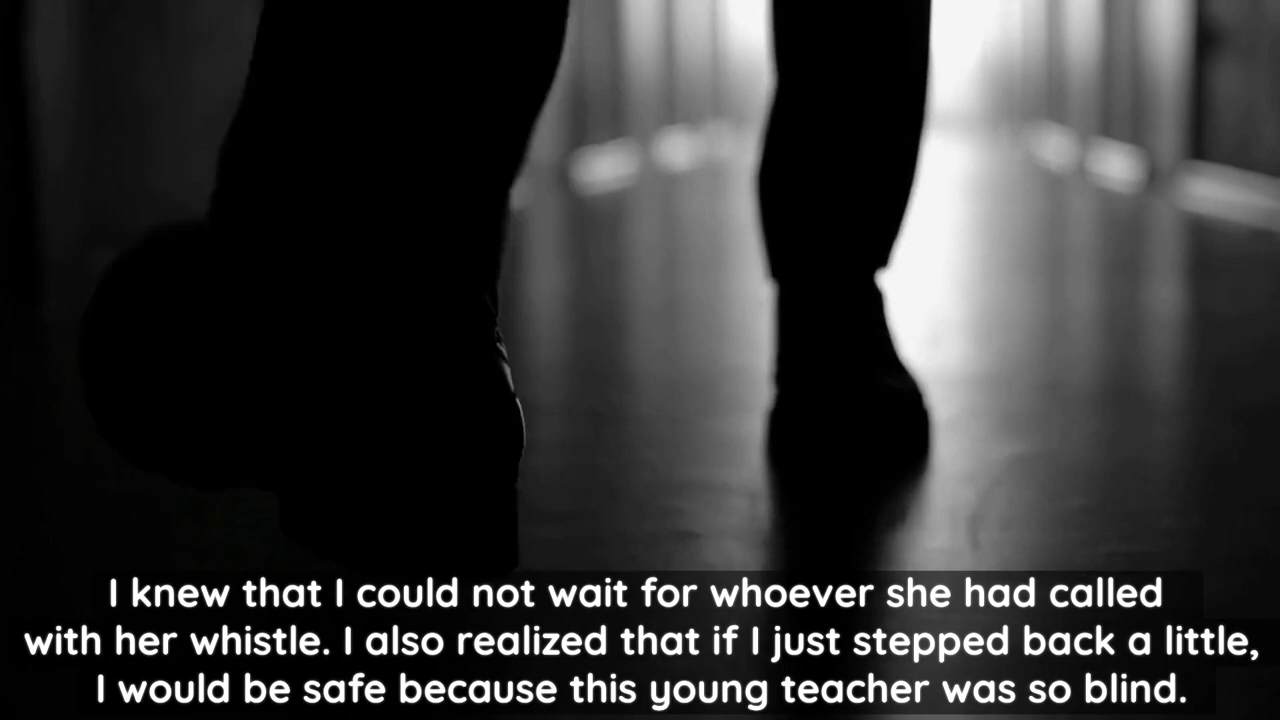 I knew that I could not wait for whoever she had called
with her whistle. I also realized that if I just stepped back a little,
I would be safe because this young teacher was so blind.